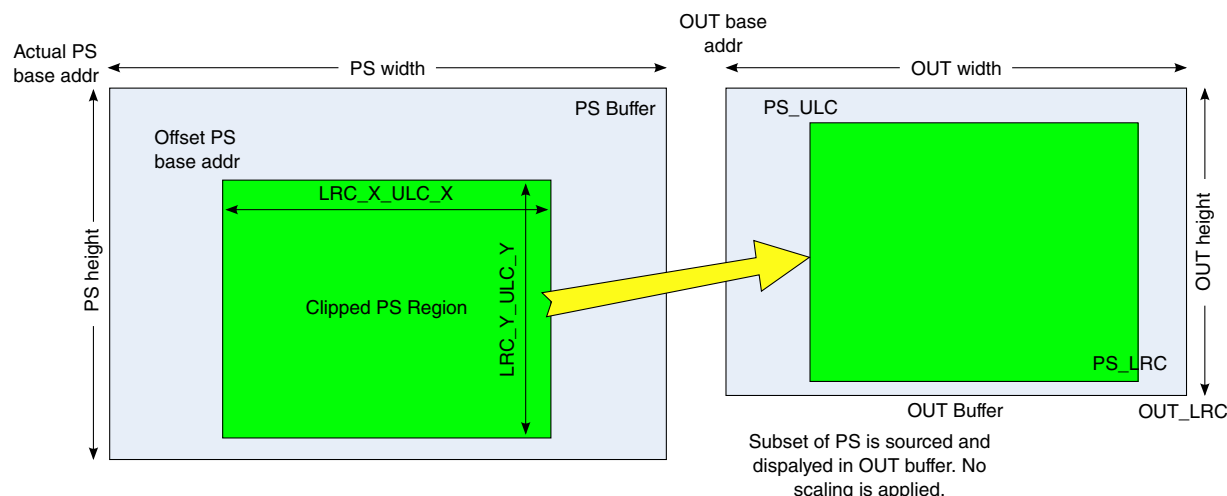 Actual PS
base addr
PS width
PS height
PS Buffer
Offset PS
base addr
LRC_X_ULC_X
LRC_Y_ULC_Y
Clipped PS Region
OUT base
addr
OUT width
OUT height
PS_ULC
PS_LRC
OUT Buffer
OUT_LRC
Subset of PS is sourced and
dispalyed in OUT buffer. No
scaling is applied.